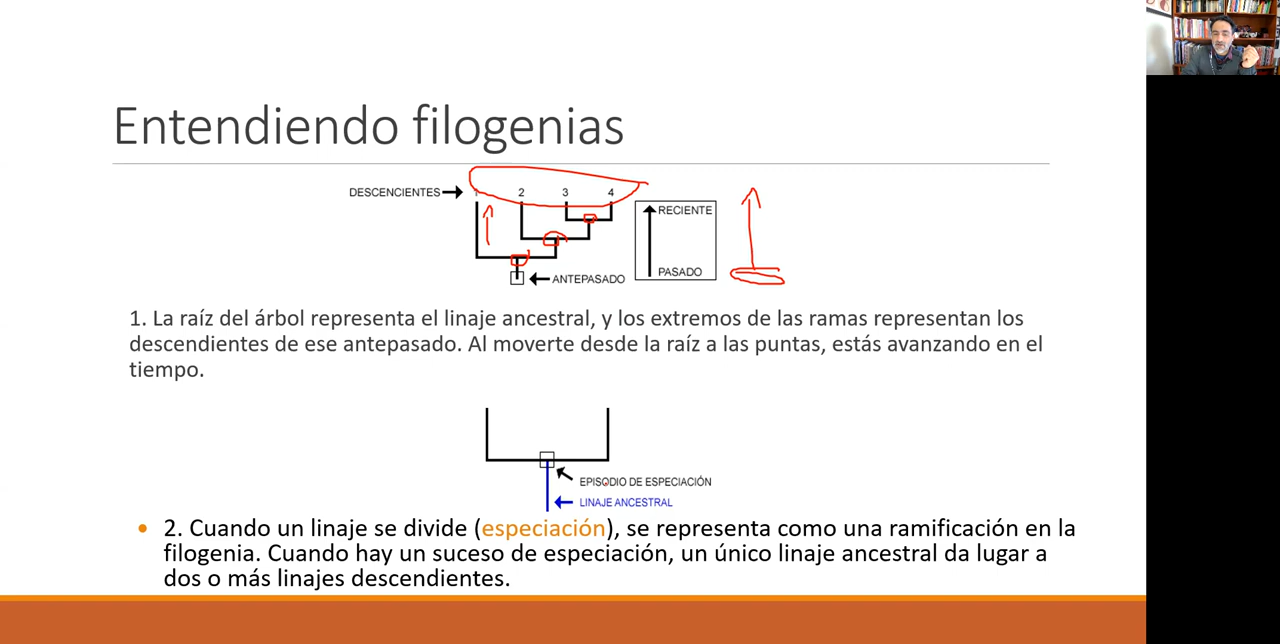 Entendiendo filogenias
DESCENCIENTES
1 2 3 4
RECIENTE
PASADO
ANTEPASADO
1. La raíz del árbol representa el linaje ancestral, y los extremos de las ramas representan los
descendientes de ese antepasado. Al moverte desde la raíz a las puntas, estás avanzando en el
tiempo.
EPISODIO DE ESPECIACIÓN
LINAJE ANCESTRAL
• 2. Cuando un linaje se divide (especiación), se representa como una ramificación en la
filogenia. Cuando hay un suceso de especiación, un único linaje ancestral da lugar a
dos o más linajes descendientes.